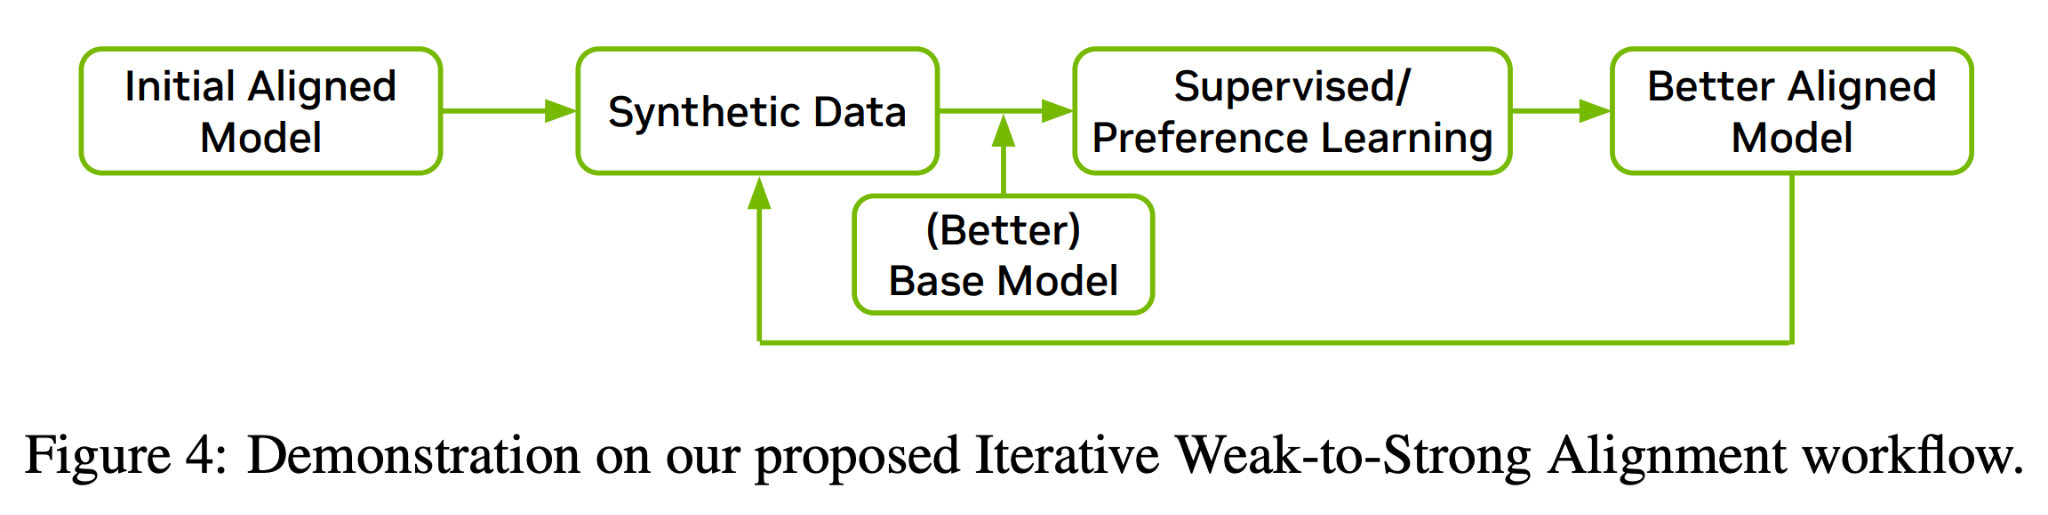 Initial Aligned
Model
Synthetic Data
Supervised/
Preference Learning
Better Aligned
Model
(Better)
Base Model
Figure 4: Demonstration on our proposed Iterative Weak-to-Strong Alignment workflow.